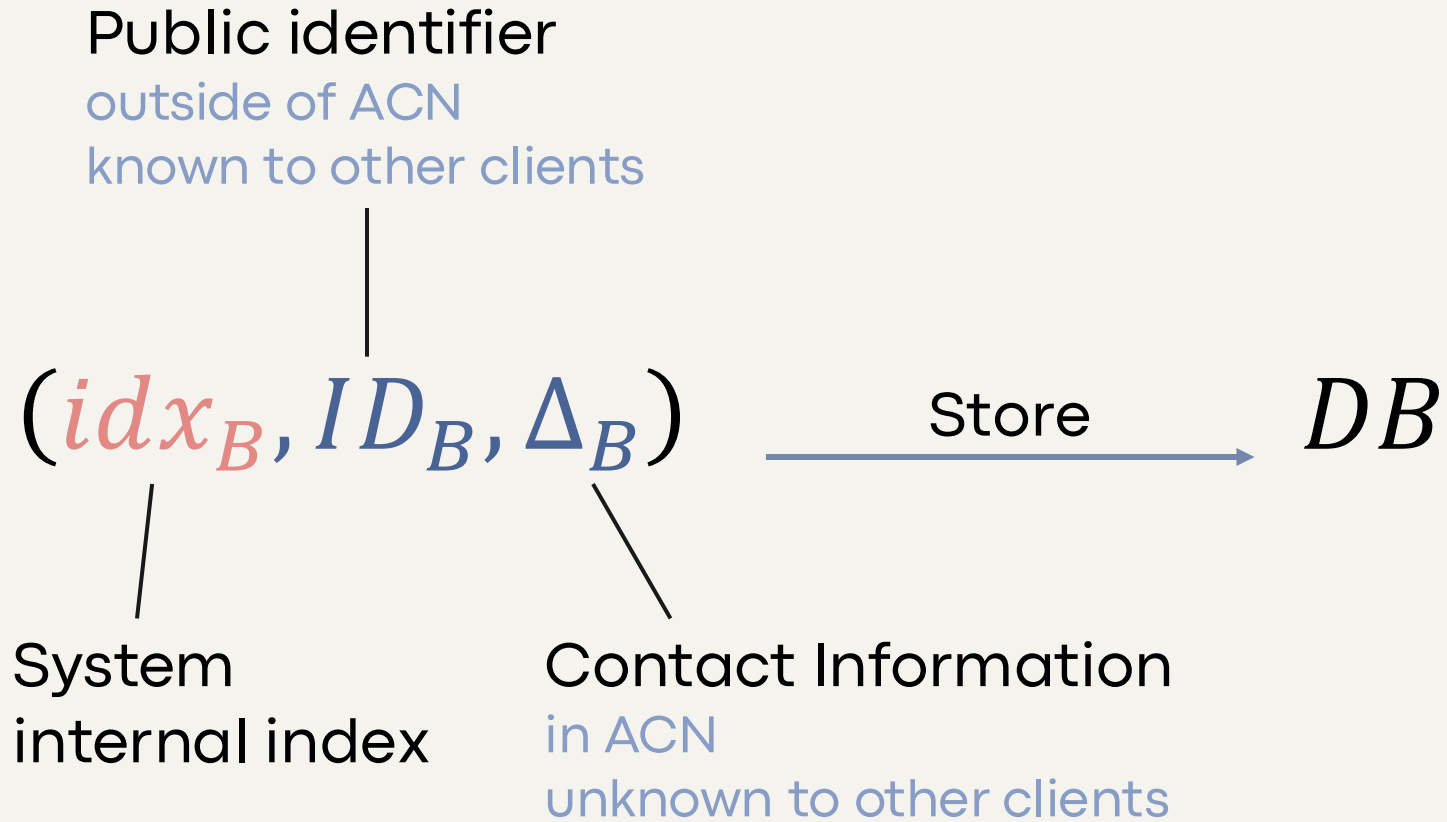 Public identifier
outside of ACN
known to other clients
(idx_B, ID_B, Δ_B)
Store
DB
System
internal index
Contact Information
in ACN
unknown to other clients